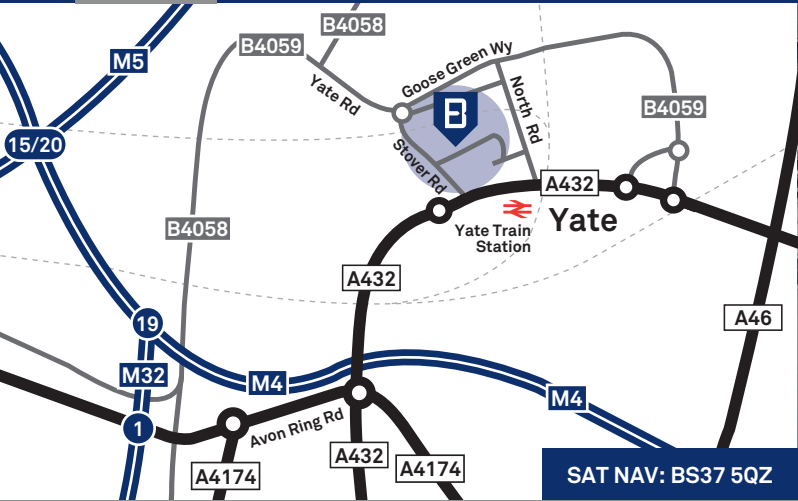 B4058
B4059
M5
Goose Green Wy
Yate Rd
North Rd
B4059
B
15/20
Stover Rd
A432
B4058
Yate Train
Station
Yate
A432
A46
19
M32
M4
M4
1
Avon Ring Rd
A432
A4174
A4174
SAT NAV: BS37 5QZ